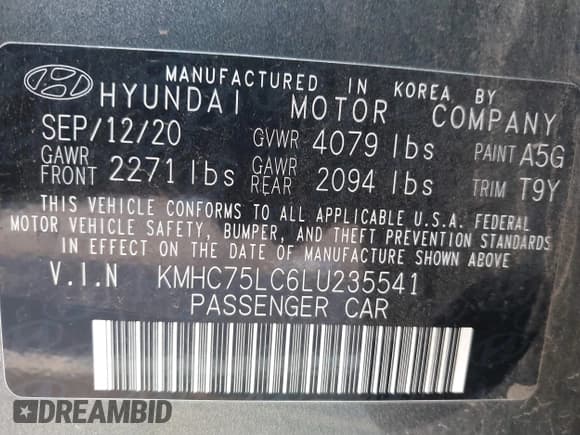 MANUFACTURED IN KOREA BY
HYUNDAI MOTOR COMPANY
SEP/12/20 GVWR 4079 lbs PAINT A5G
GAWR FRONT 2271 lbs GAWR REAR 2094 lbs TRIM T9Y
THIS VEHICLE CONFORMS TO ALL APPLICABLE U.S.A. FEDERAL
MOTOR VEHICLE SAFETY, BUMPER, AND THEFT PREVENTION STANDARDS
IN EFFECT ON THE DATE OF MANUFACTURE SHOWN ABOVE.
V.I.N KMHC75LC6LU235541
PASSENGER CAR
DREAMBID